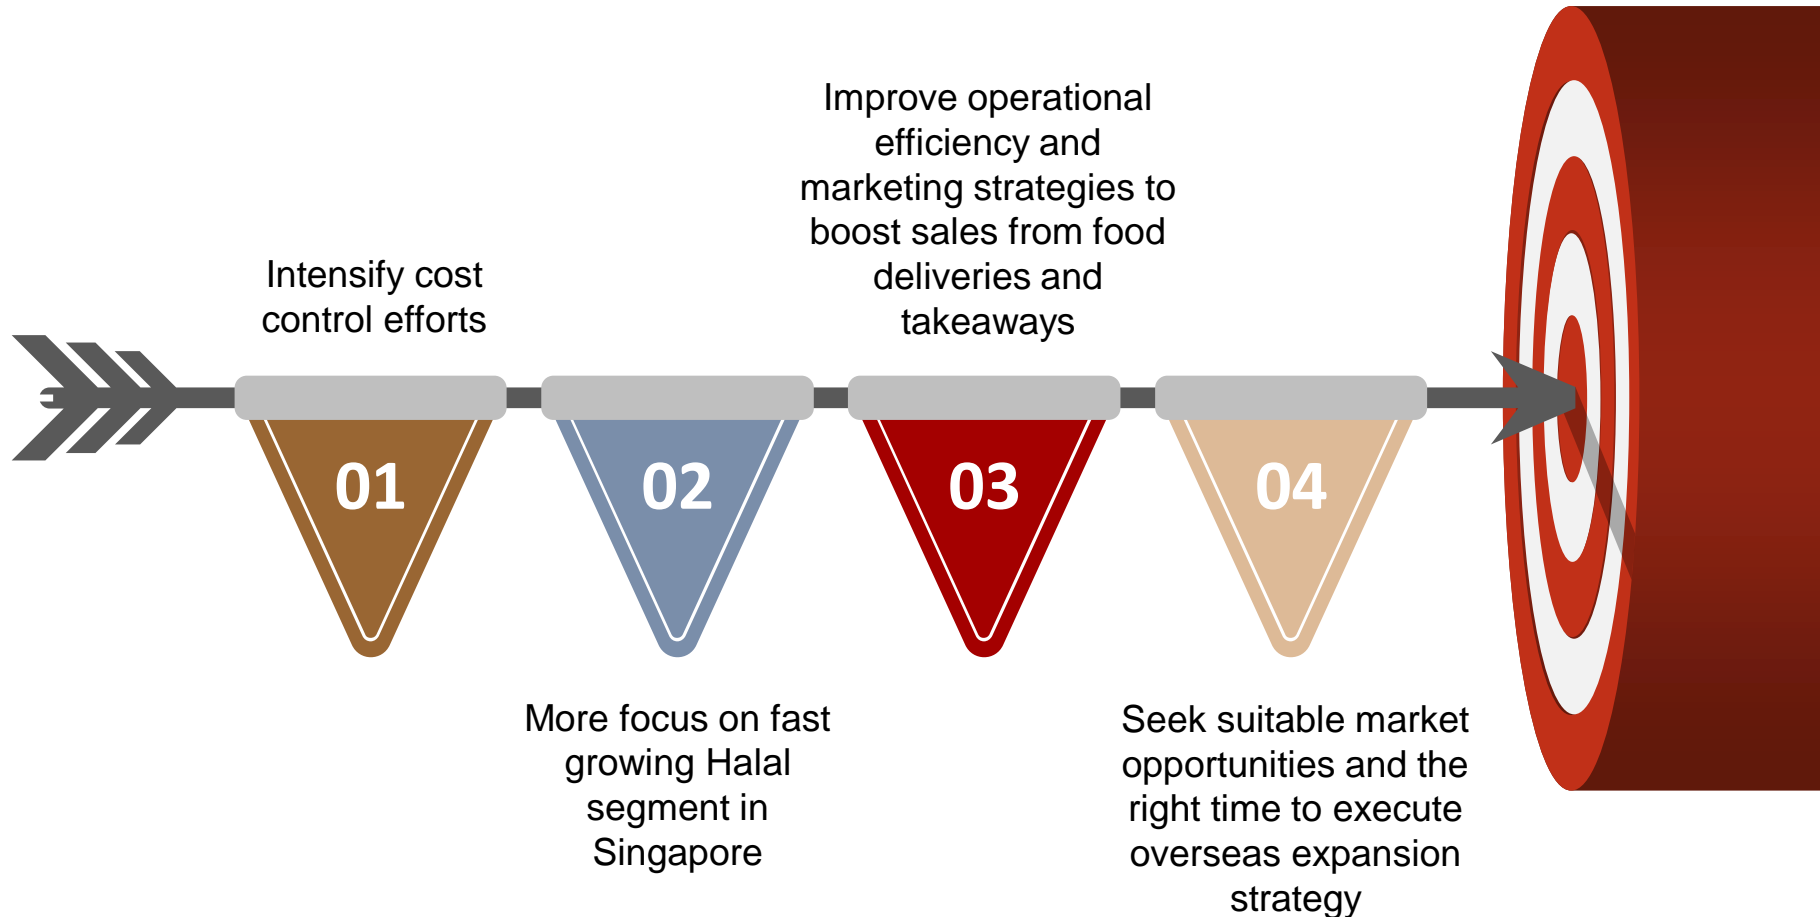 Intensify cost
control efforts
01
More focus on fast
growing Halal
segment in
Singapore
02
Improve operational
efficiency and
marketing strategies to
boost sales from food
deliveries and
takeaways
03
Seek suitable market
opportunities and the
right time to execute
overseas expansion
strategy
04